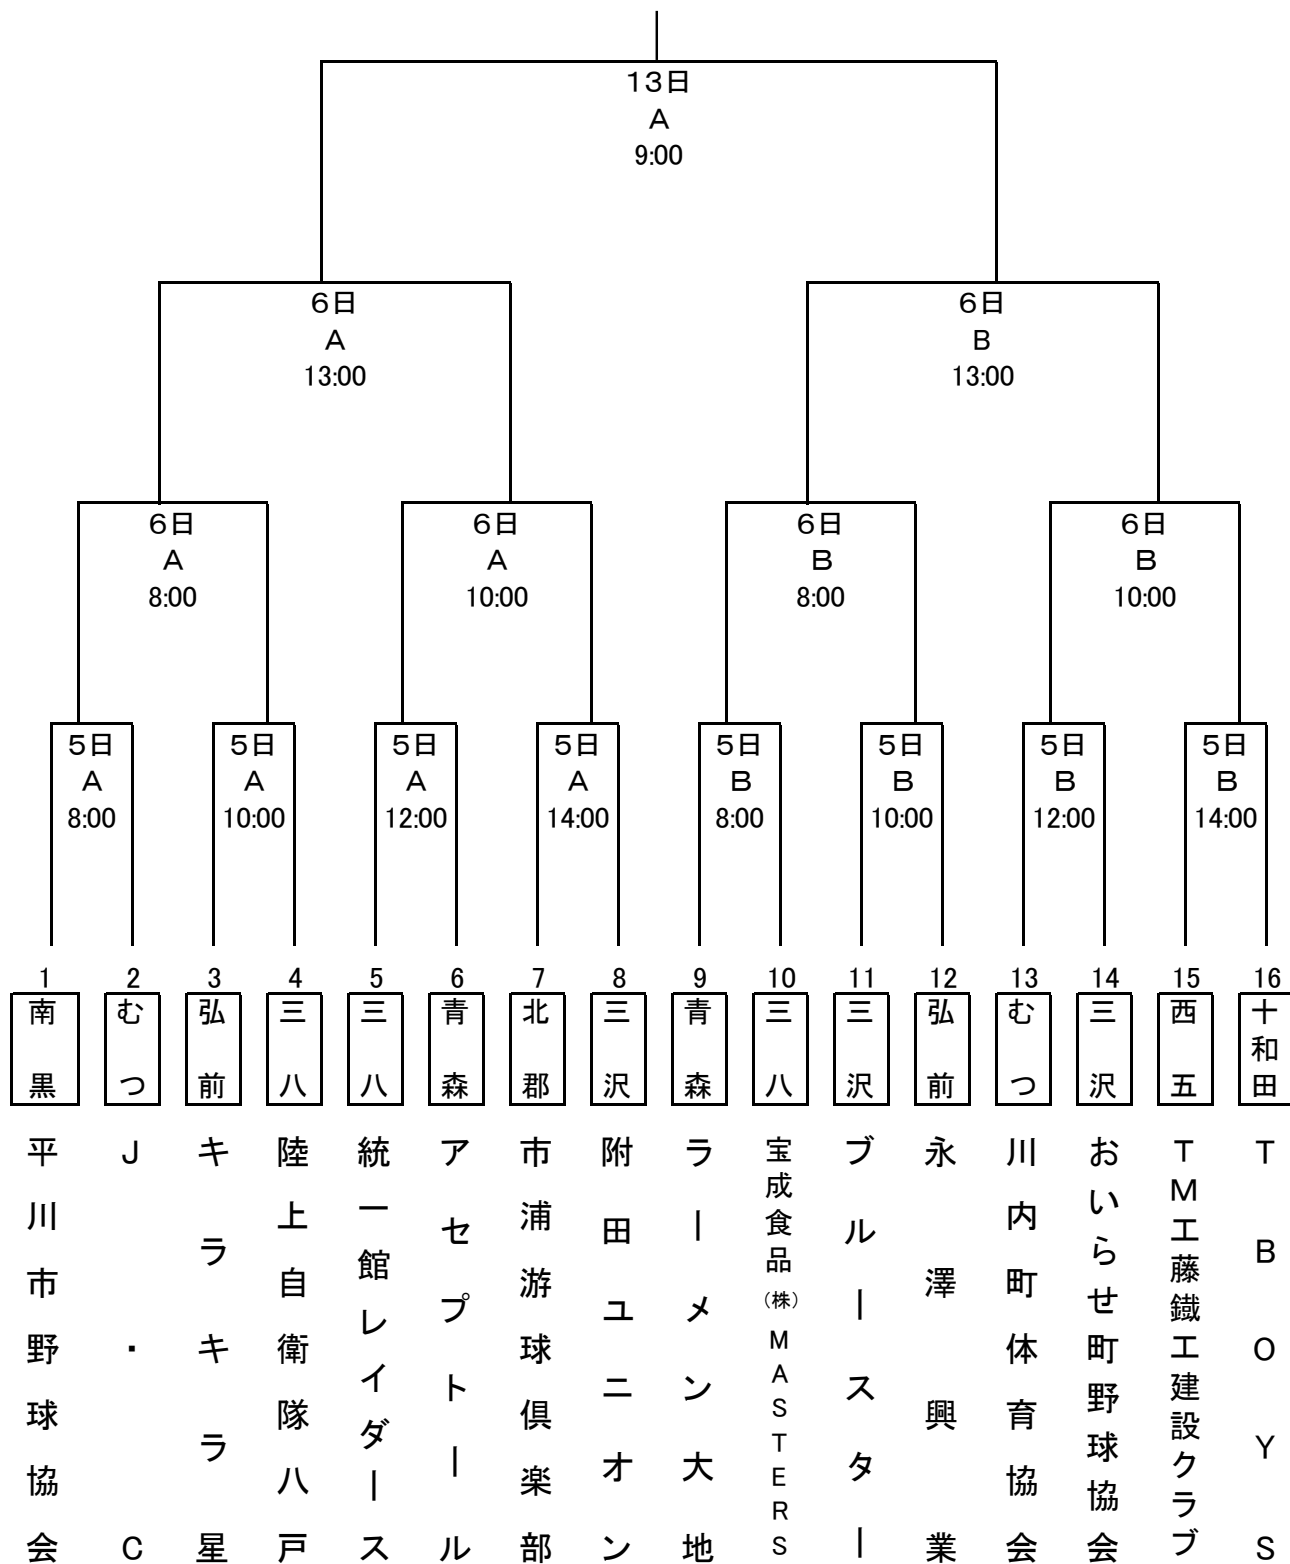 13日
A
9:00
6日
A
13:00
6日
B
13:00
6日
A
8:00
6日
A
10:00
6日
B
8:00
6日
B
10:00
5日
A
8:00
5日
A
10:00
5日
A
12:00
5日
A
14:00
5日
B
8:00
5日
B
10:00
5日
B
12:00
5日
B
14:00
1
南黒
平川市野球協会
2
むつ
J・C
3
弘前
キラキラ星
4
三八
陸上自衛隊八戸
5
三八
統一館レイダース
6
青森
アセプトール
7
北郡
市浦游球倶楽部
8
三沢
附田ユニオン
9
青森
ラーメン大地
10
三八
宝成食品(株)MASTERS
11
三沢
ブルースター
12
弘前
永澤興業
13
むつ
川内町体育協会
14
三沢
おいらせ町野球協会
15
西五
TM工藤鐡工建設クラブ
16
十和田
TBOYS